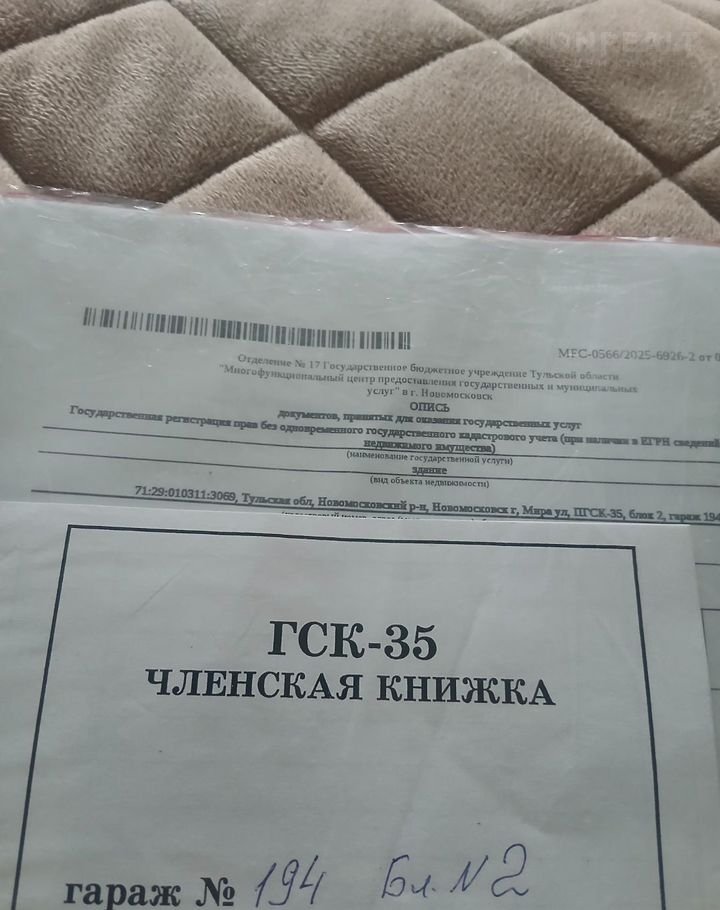 MFC-0566/2025-6926-2 от 0
Отделение № 17 Государственное бюджетное учреждение Тульской области
"Многофункциональный центр предоставления государственных и муниципальных
услуг" в г. Новомосковск
ОПИСЬ
документов, принятых для оказания государственных услуг
Государственная регистрация прав без одновременного государственного кадастрового учета (при наличии в ЕГРН сведений
недвижимого имущества)
(наименование государственной услуги)
здание
(вид объекта недвижимости)
71:29:010311:3069, Тульская обл, Новомосковский р-н, Новомосковск г, Мира ул, ПГСК-35, блок 2, гараж 194
ГСК-35
ЧЛЕНСКАЯ КНИЖКА
гараж № 194 Бл. N 2